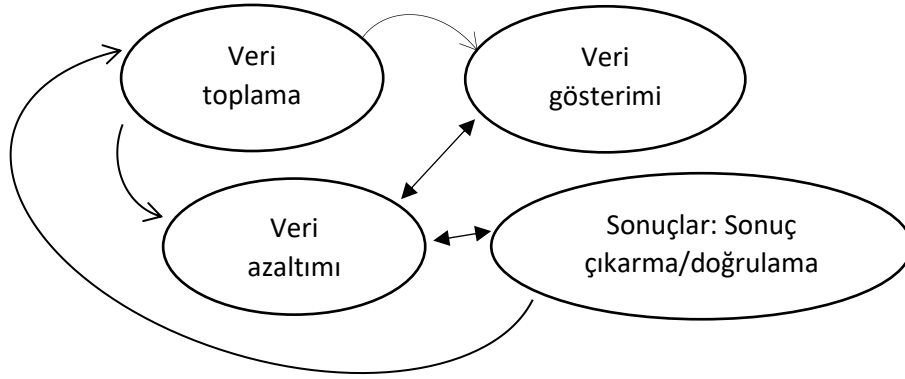 Veri
toplama
Veri
gösterimi
Veri
azaltımı
Sonuçlar: Sonuç
çıkarma/doğrulama